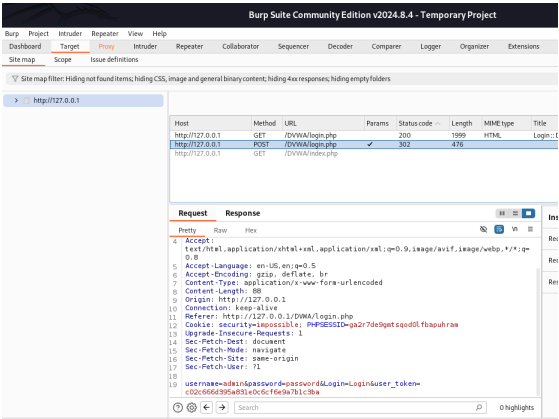 Burp Suite Community Edition v2024.8.4 - Temporary Project
Burp Project Intruder Repeater View Help
Dashboard Target Proxy Intruder Repeater Collaborator Sequencer Decoder Comparer Logger Organizer Extensions
Site map Scope Issue definitions
Site map filter: Hiding not found items; hiding CSS, image and general binary content; hiding 4xx responses; hiding empty folders
http://127.0.0.1
Host Method URL Params Status code Length MIME type Title
http://127.0.0.1 GET /DVWA/login.php 200 1999 HTML Login :: D
http://127.0.0.1 POST /DVWA/login.php ✓ 302 476
http://127.0.0.1 GET /DVWA/index.php
Request Response
Ins
Pretty Raw Hex
\n
Rec
Rec
Res
4 Accept:
text/html,application/xhtml+xml,application/xml;q=0.9,image/avif,image/webp,*/*;q=
0.8
5 Accept-Language: en-US,en;q=0.5
6 Accept-Encoding: gzip, deflate, br
7 Content-Type: application/x-www-form-urlencoded
8 Content-Length: 88
9 Origin: http://127.0.0.1
10 Connection: keep-alive
11 Referer: http://127.0.0.1/DVWA/login.php
12 Cookie: security=impossible; PHPSESSID=ga2r7de9gmtsqod0lfbapuhram
13 Upgrade-Insecure-Requests: 1
14 Sec-Fetch-Dest: document
15 Sec-Fetch-Mode: navigate
16 Sec-Fetch-Site: same-origin
17 Sec-Fetch-User: ?1
18
19 username=admin&password=password&Login=Login&user_token=
c02c666d395a831e0c6cf6e9a7b1c3ba
Search
0 highlights